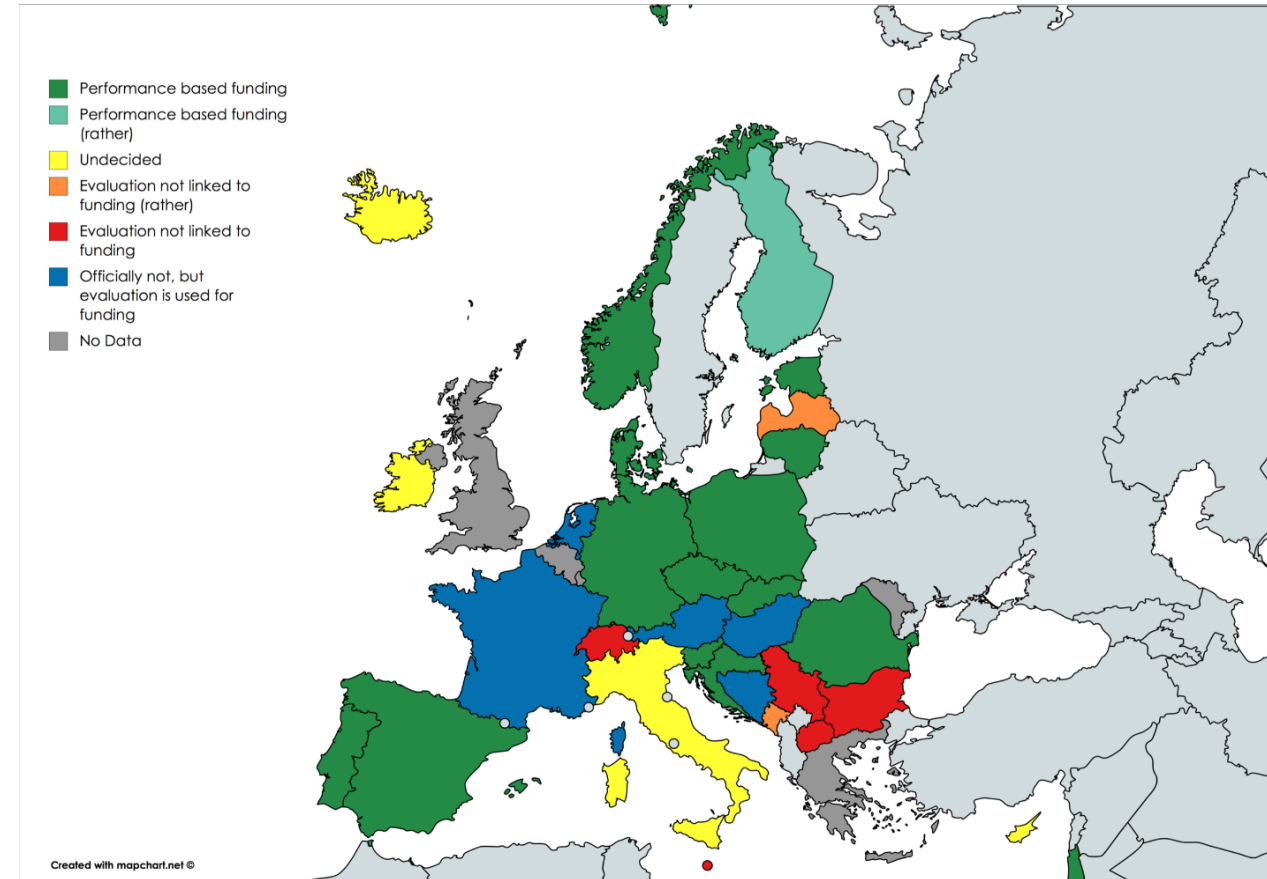 Performance based funding
Performance based funding
(rather)
Undecided
Evaluation not linked to
funding (rather)
Evaluation not linked to
funding
Officially not, but
evaluation is used for
funding
No Data
Created with mapchart.net ©